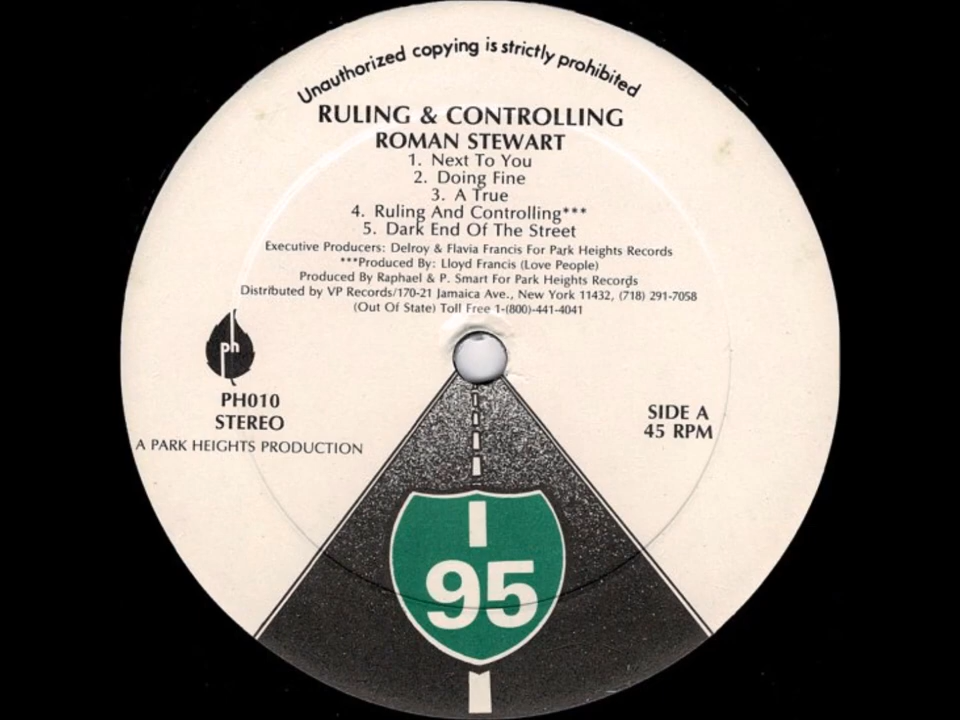 Unauthorized copying is strictly prohibited
RULING & CONTROLLING
ROMAN STEWART
1. Next To You
2. Doing Fine
3. A True
4. Ruling And Controlling***
5. Dark End Of The Street
Executive Producers: Delroy & Flavia Francis For Park Heights Records
***Produced By: Lloyd Francis (Love People)
Produced By Raphael & P. Smart For Park Heights Records
Distributed by VP Records/170-21 Jamaica Ave., New York 11432, (718) 291-7058
(Out Of State) Toll Free 1-(800)-441-4041
ph
PH010
STEREO
A PARK HEIGHTS PRODUCTION
SIDE A
45 RPM
I
95